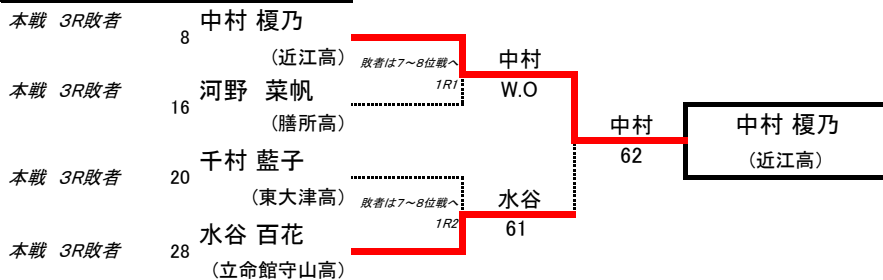 本戦 3R敗者 8 中村 榎乃
(近江高)
敗者は7~8位戦へ 中村
本戦 3R敗者 16 河野 菜帆
1R1 W.O
(膳所高)
中村 中村 榎乃
62 (近江高)
本戦 3R敗者 20 千村 藍子
(東大津高)
敗者は7~8位戦へ 水谷
1R2 61
本戦 3R敗者 28 水谷 百花
(立命館守山高)